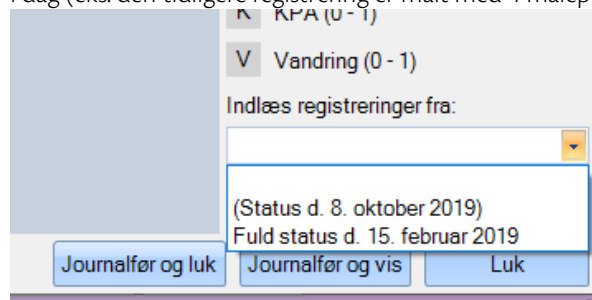 K KPA (0 - 1)
V Vandring (0 - 1)
Indlæs registreringer fra:
(Status d. 8. oktober 2019)
Fuld status d. 15. februar 2019
Journalfør og luk Journalfør og vis Luk